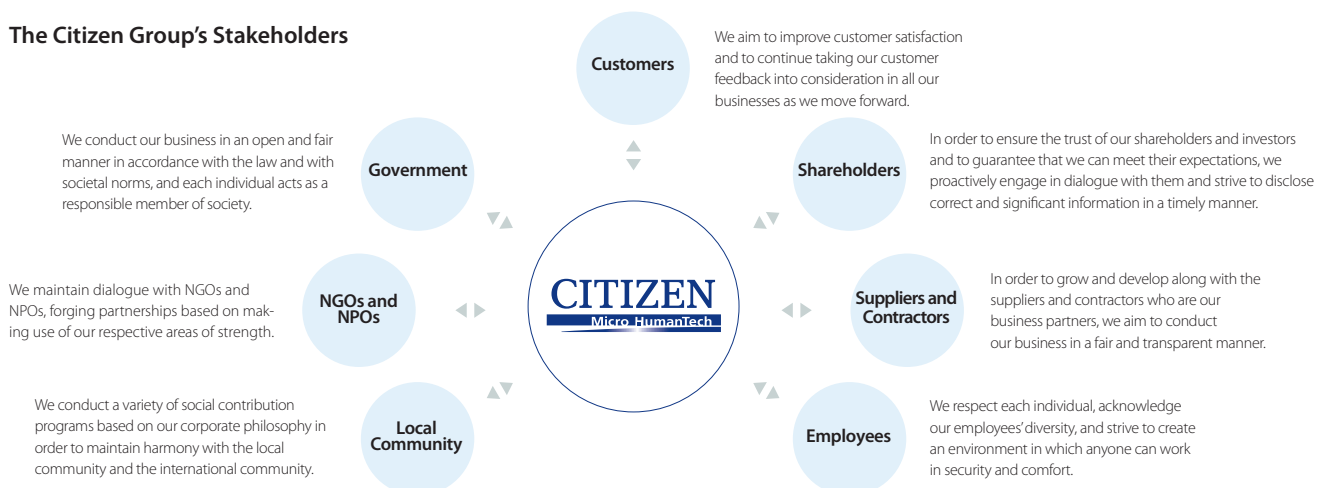 The Citizen Group's Stakeholders
Customers
We aim to improve customer satisfaction
and to continue taking our customer
feedback into consideration in all our
businesses as we move forward.
We conduct our business in an open and fair
manner in accordance with the law and with
societal norms, and each individual acts as a
responsible member of society.
Government
Shareholders
In order to ensure the trust of our shareholders and investors
and to guarantee that we can meet their expectations, we
proactively engage in dialogue with them and strive to disclose
correct and significant information in a timely manner.
We maintain dialogue with NGOs and
NPOs, forging partnerships based on mak-
ing use of our respective areas of strength.
NGOs and
NPOs
CITIZEN
Micro HumanTech
Suppliers and
Contractors
In order to grow and develop along with the
suppliers and contractors who are our
business partners, we aim to conduct
our business in a fair and transparent manner.
We conduct a variety of social contribution
programs based on our corporate philosophy in
order to maintain harmony with the local
community and the international community.
Local
Community
Employees
We respect each individual, acknowledge
our employees' diversity, and strive to create
an environment in which anyone can work
in security and comfort.